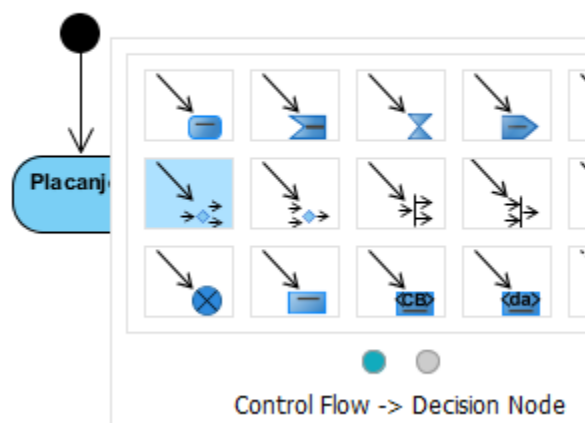 Placanj
<CB>
<da>
Control Flow -> Decision Node